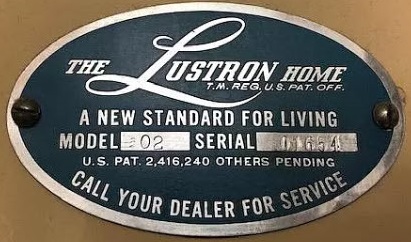 THE LUSTRON HOME
T.M. REG. U.S. PAT. OFF.
A NEW STANDARD FOR LIVING
MODEL 02 SERIAL
U.S. PAT. 2,416,240 OTHERS PENDING
CALL YOUR DEALER FOR SERVICE